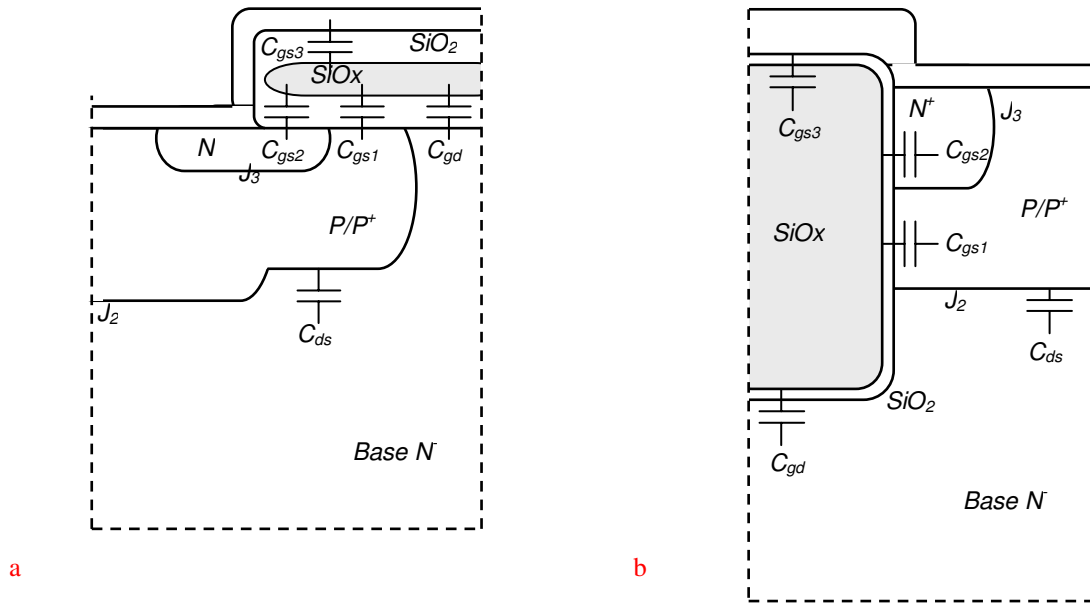 Cgs3
SiO2
SiOx
N
Cgs2
Cgs1
Cgd
J3
P/P+
J2
Cds
Base N-
a
Cgs3
N+
J3
Cgs2
P/P+
SiOx
Cgs1
J2
Cds
SiO2
Cgd
Base N-
b